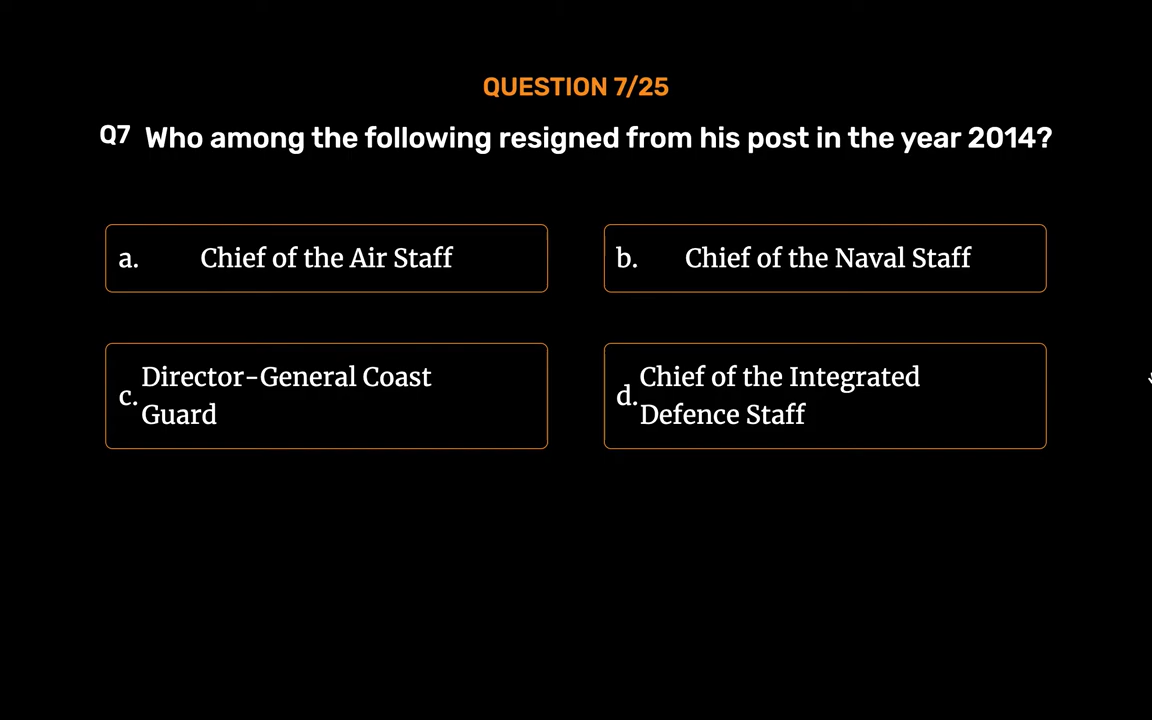 QUESTION 7/25
Q7 Who among the following resigned from his post in the year 2014?
a. Chief of the Air Staff
b. Chief of the Naval Staff
c. Director-General Coast
Guard
d. Chief of the Integrated
Defence Staff